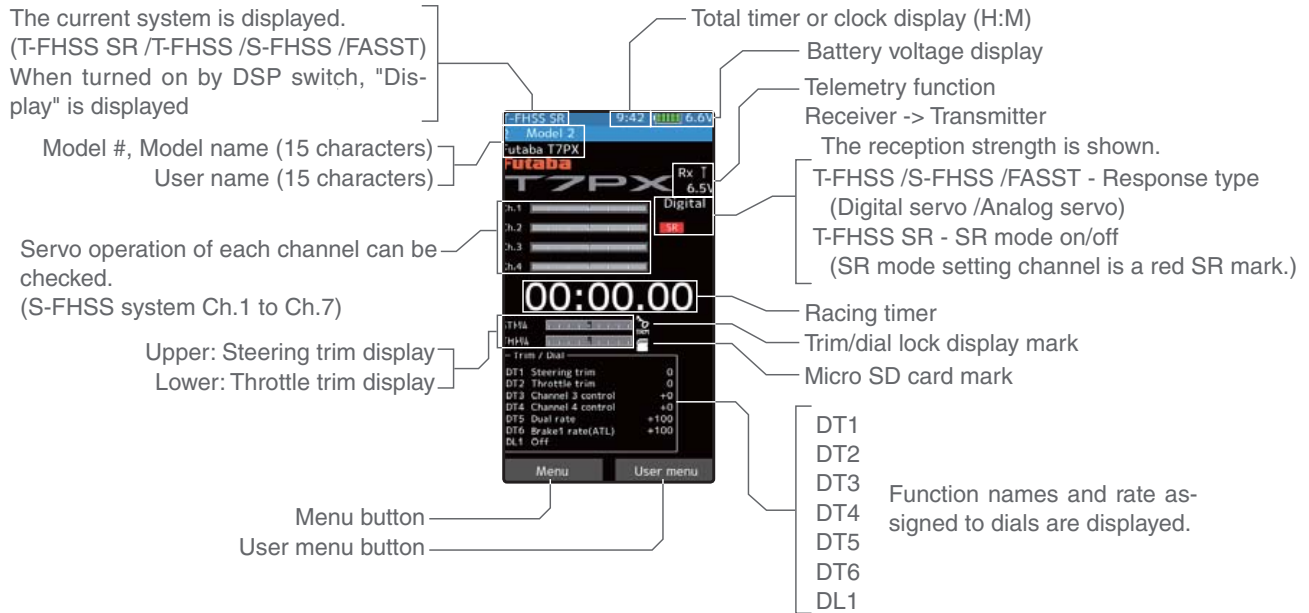 The current system is displayed.
(T-FHSS SR /T-FHSS /S-FHSS /FASST)
When turned on by DSP switch, "Dis-
play" is displayed
Model #, Model name (15 characters)
User name (15 characters)
Servo operation of each channel can be
checked.
(S-FHSS system Ch.1 to Ch.7)
Upper: Steering trim display
Lower: Throttle trim display
Menu button
User menu button
T-FHSS SR 9:42 6.6V
2 Model 2
Futaba T7PX
Futaba
T7PX
Rx
6.5V
Digital
Ch.1
Ch.2
SR
Ch.3
Ch.4
00:00.00
Trim / Dial
DT1 Steering trim 0
DT2 Throttle trim 0
DT3 Channel 3 control +0
DT4 Channel 4 control +0
DT5 Dual rate +100
DT6 Brake1 rate(ATL) +100
DL1 Off
Menu User menu
Total timer or clock display (H:M)
Battery voltage display
Telemetry function
Receiver -> Transmitter
The reception strength is shown.
T-FHSS /S-FHSS /FASST - Response type
(Digital servo /Analog servo)
T-FHSS SR - SR mode on/off
(SR mode setting channel is a red SR mark.)
Racing timer
Trim/dial lock display mark
Micro SD card mark
DT1
DT2
DT3
DT4
DT5
DT6
DL1
Function names and rate as-
signed to dials are displayed.